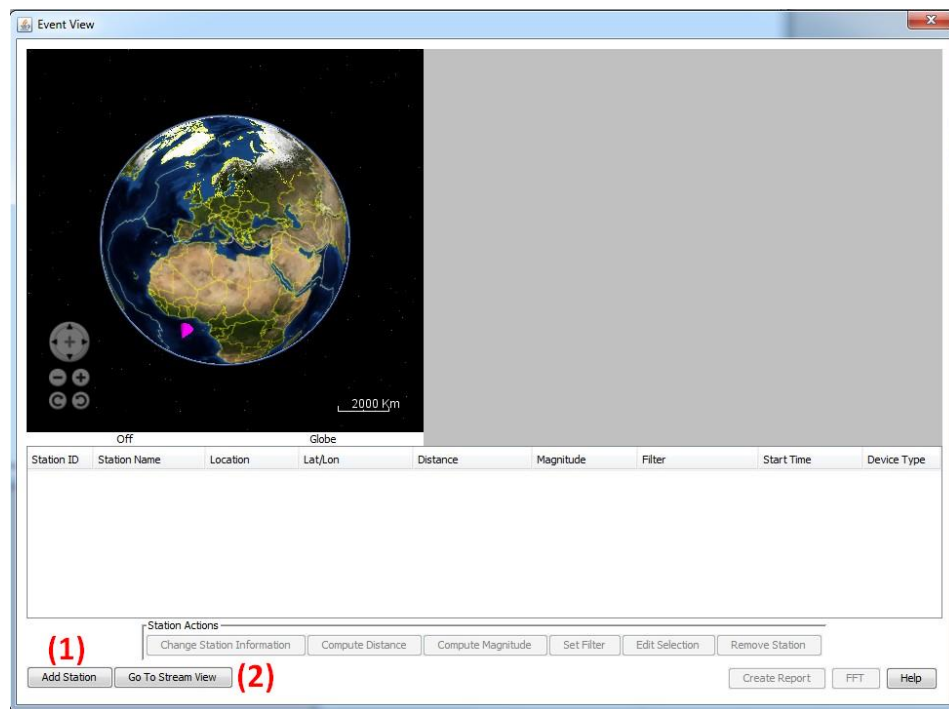 Event View
2000 Km
Off Globe
Station ID Station Name Location Lat/Lon Distance Magnitude Filter Start Time Device Type
Station Actions
(1)
Change Station Information Compute Distance Compute Magnitude Set Filter Edit Selection Remove Station
Add Station Go To Stream View (2) Create Report FFT Help